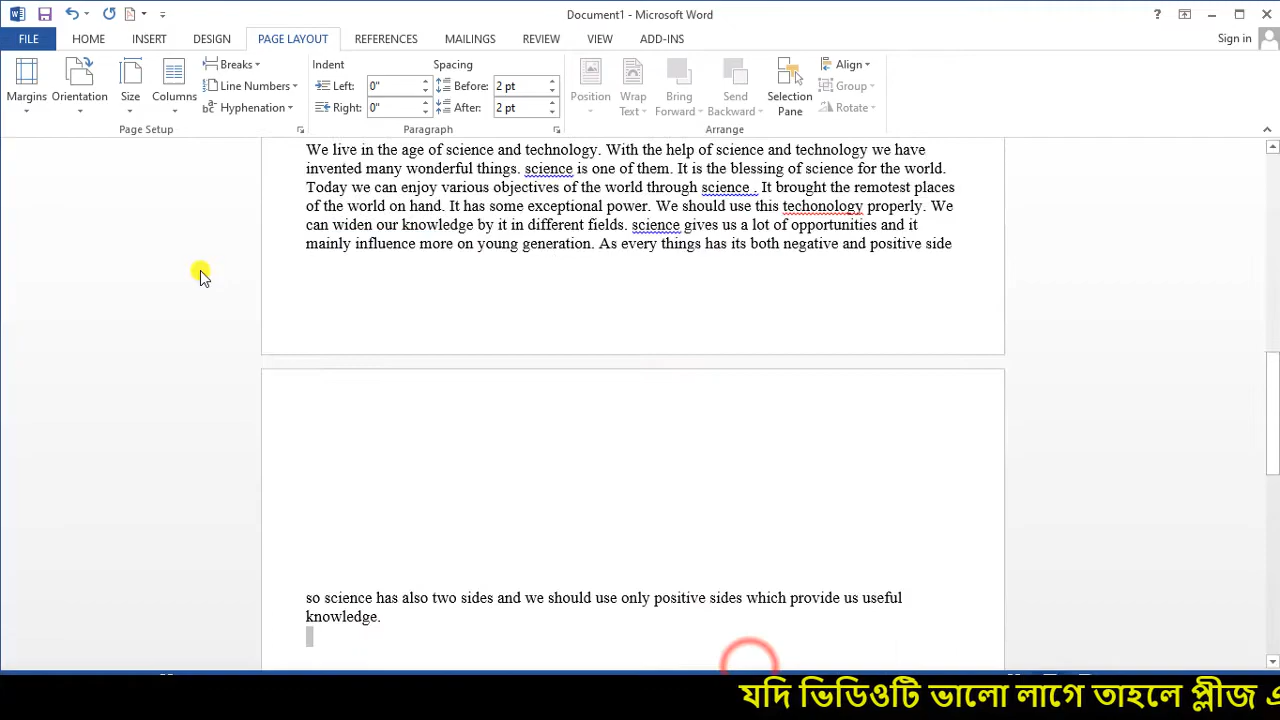 Document1 - Microsoft Word
?
FILE
HOME
INSERT
DESIGN
PAGE LAYOUT
REFERENCES
MAILINGS
REVIEW
VIEW
ADD-INS
Sign in
Margins
Orientation
Size
Columns
Breaks
Line Numbers
Hyphenation
Page Setup
Indent
Left: 0"
Right: 0"
Spacing
Before: 2 pt
After: 2 pt
Paragraph
Position
Wrap Text
Bring Forward
Send Backward
Selection Pane
Align
Group
Rotate
Arrange
We live in the age of science and technology. With the help of science and technology we have
invented many wonderful things. science is one of them. It is the blessing of science for the world.
Today we can enjoy various objectives of the world through science . It brought the remotest places
of the world on hand. It has some exceptional power. We should use this techonology properly. We
can widen our knowledge by it in different fields. science gives us a lot of opportunities and it
mainly influence more on young generation. As every things has its both negative and positive side
so science has also two sides and we should use only positive sides which provide us useful
knowledge.
যদি ভিডিওটি ভালো লাগে তাহলে প্লীজ